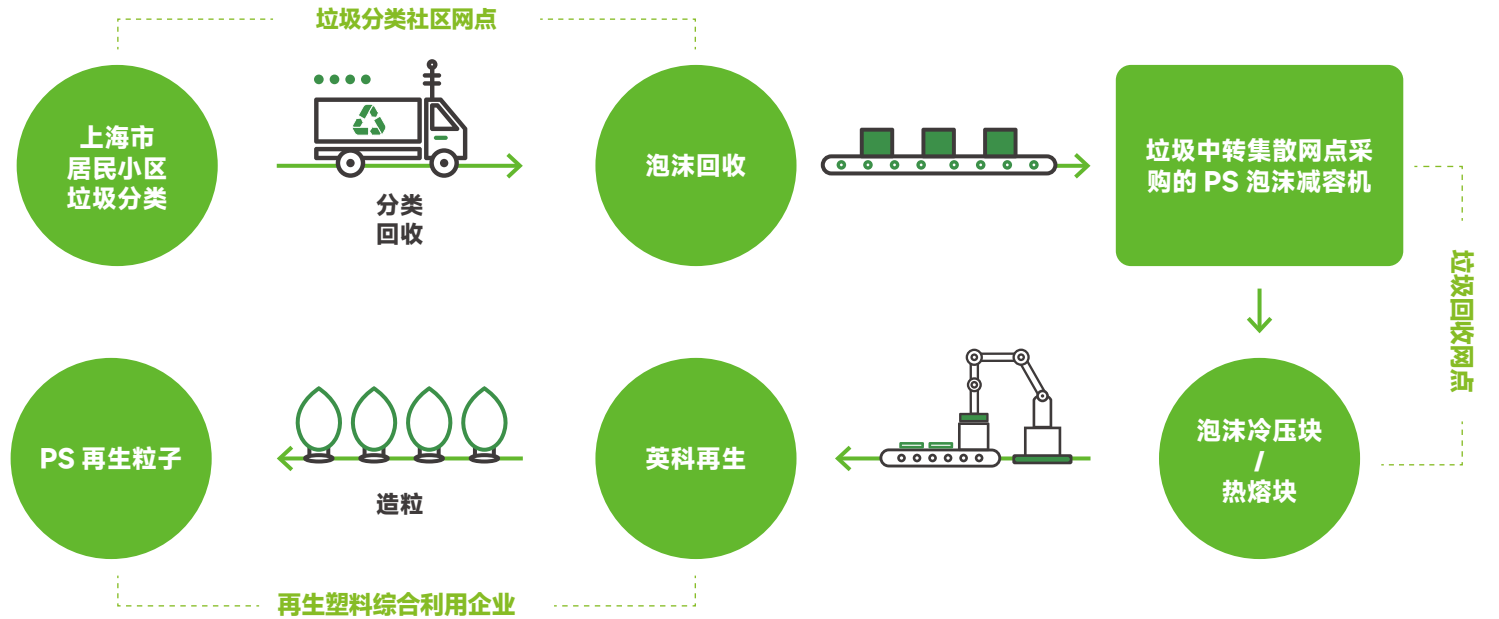 垃圾分类社区网点
上海市
居民小区
垃圾分类
分类
回收
泡沫回收
垃圾中转集散网点采
购的 PS 泡沫减容机
垃圾回收网点
泡沫冷压块
/
热熔块
英科再生
造粒
PS 再生粒子
再生塑料综合利用企业